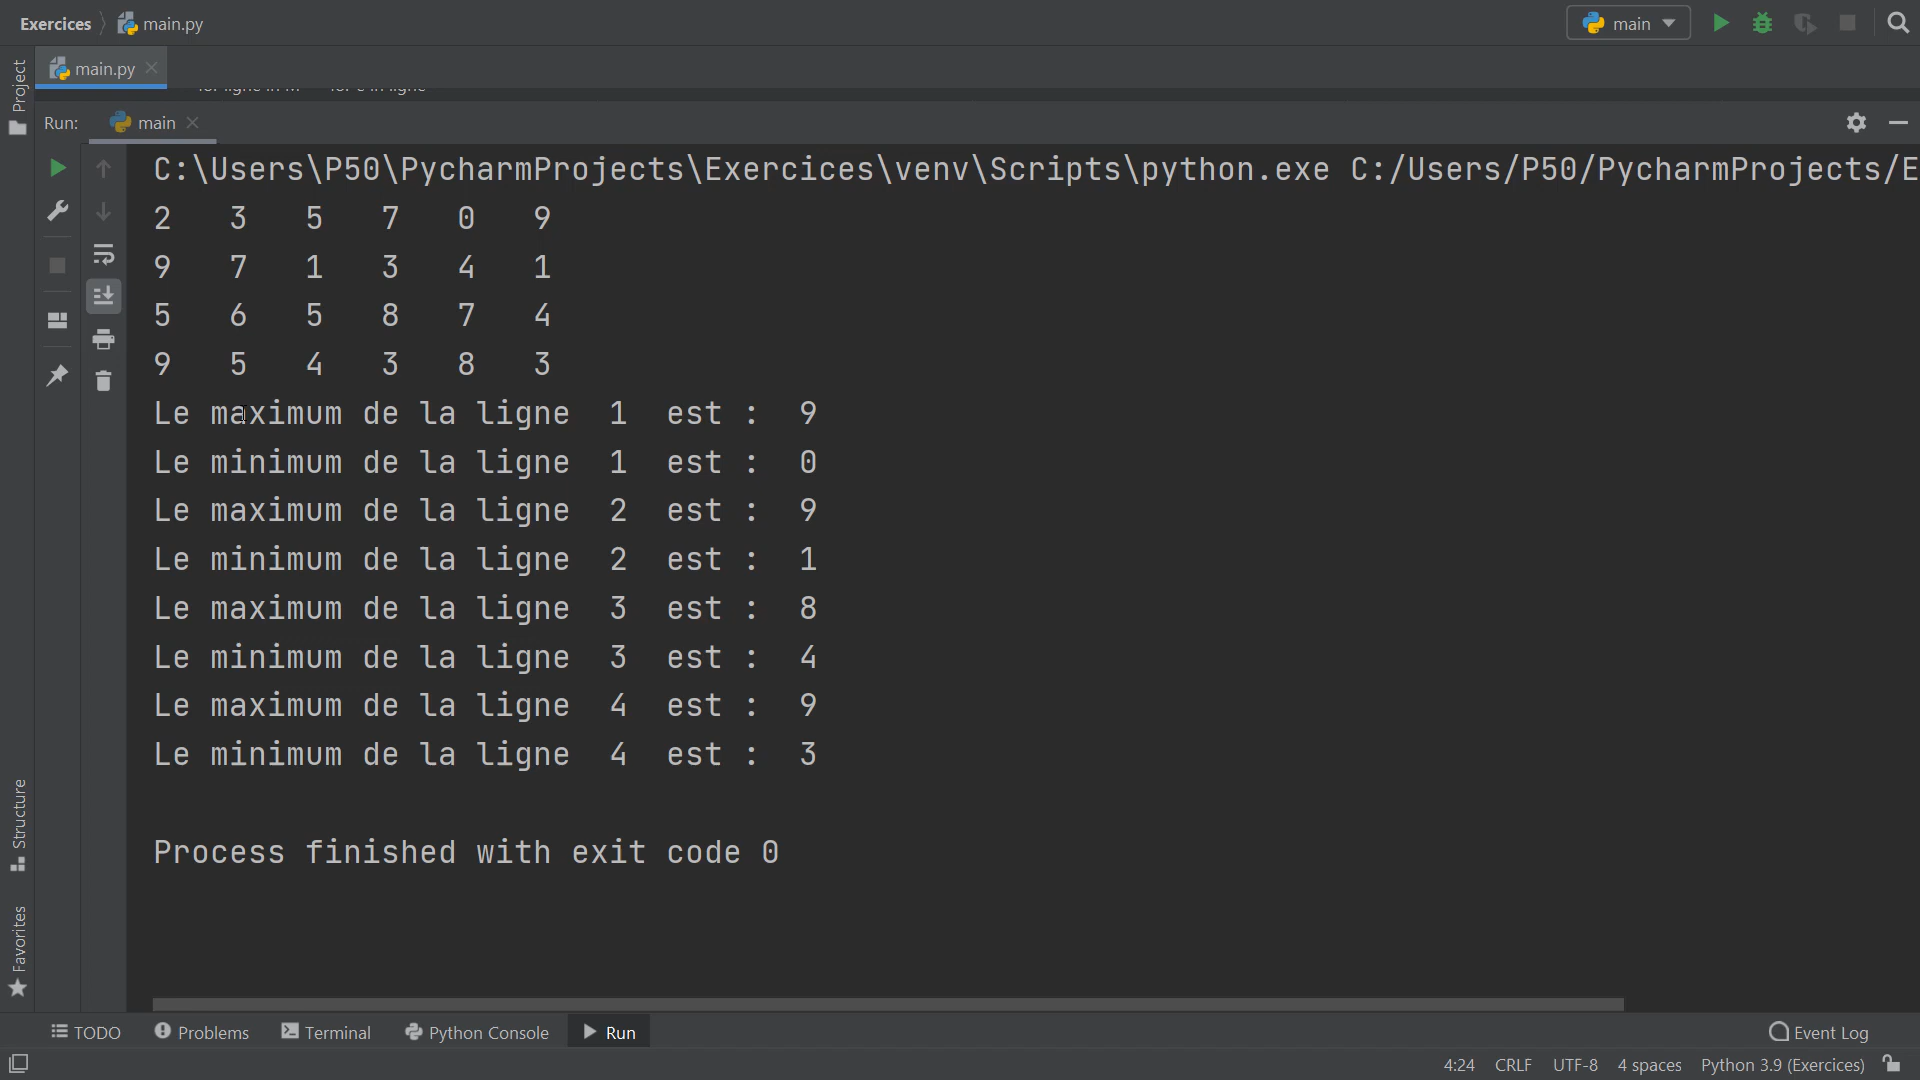 Exercices main.py
main
main.py
Project
Run: main
C:\Users\P50\PycharmProjects\Exercices\venv\Scripts\python.exe C:/Users/P50/PycharmProjects/E
2 3 5 7 0 9
9 7 1 3 4 1
5 6 5 8 7 4
9 5 4 3 8 3
Le maximum de la ligne 1 est : 9
Le minimum de la ligne 1 est : 0
Le maximum de la ligne 2 est : 9
Le minimum de la ligne 2 est : 1
Le maximum de la ligne 3 est : 8
Le minimum de la ligne 3 est : 4
Le maximum de la ligne 4 est : 9
Le minimum de la ligne 4 est : 3
Process finished with exit code 0
Structure
Favorites
TODO Problems Terminal Python Console Run Event Log
4:24 CRLF UTF-8 4 spaces Python 3.9 (Exercices)